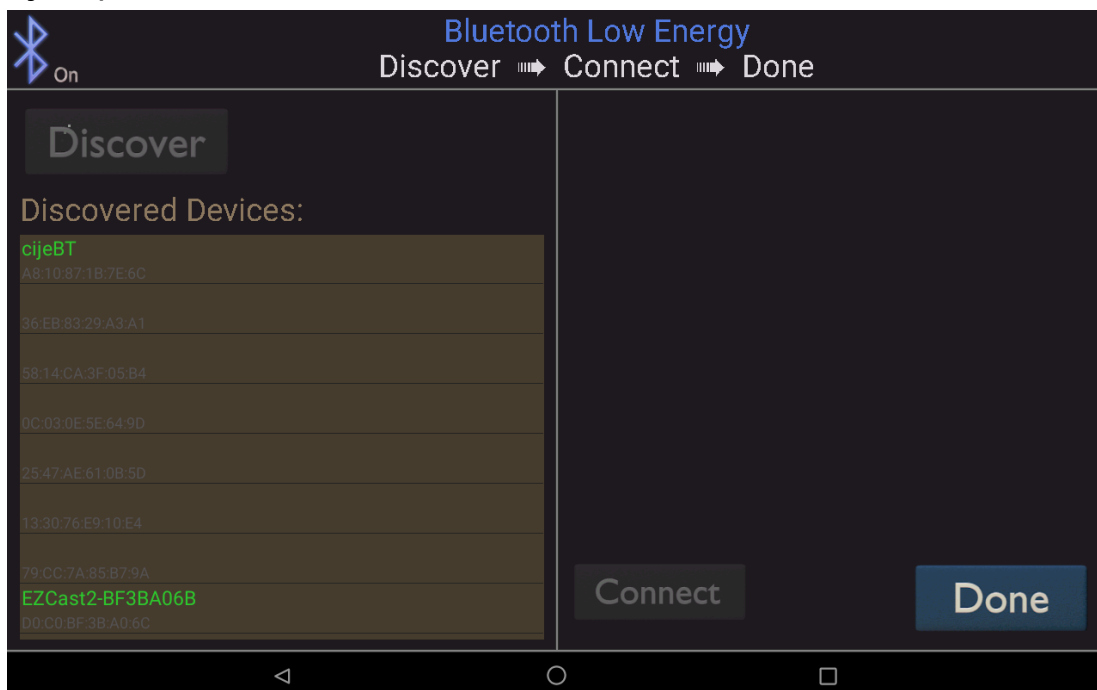 Bluetooth Low Energy
On
Discover ➠ Connect ➠ Done
Discover
Discovered Devices:
cijeBT
A8:10:87:1B:7E:6C
36:EB:83:29:A3:A1
58:14:CA:3F:05:B4
0C:03:0E:5E:64:9D
25:47:AE:61:0B:5D
13:30:76:E9:10:E4
79:CC:7A:85:B7:9A
EZCast2-BF3BA06B
D0:C0:BF:3B:A0:6C
Connect
Done